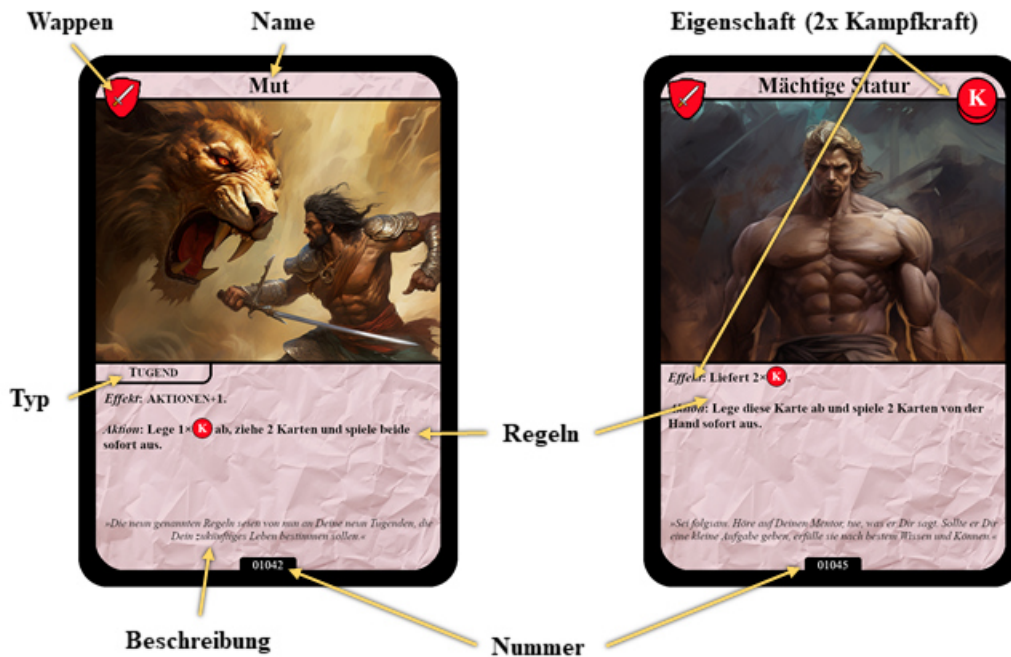 Wappen
Name
Eigenschaft (2x Kampfkraft)
Mut
Mächtige Statur
K
TUGEND
Typ
Effekt: AKTIONEN+1.
Aktion: Lege 1×K ab, ziehe 2 Karten und spiele beide
sofort aus.
Effekt: Liefert 2×K.
Aktion: Lege diese Karte ab und spiele 2 Karten von der
Hand sofort aus.
Regeln
»Die neun genannten Regeln seien von nun an Deine neun Tugenden, die
Dein zukünftiges Leben bestimmen sollen.«
»Sei folgsam. Höre auf Deinen Mentor, tue, was er Dir sagt. Sollte er Dir
eine kleine Aufgabe geben, erfülle sie nach bestem Wissen und Können.«
01042
01045
Beschreibung
Nummer